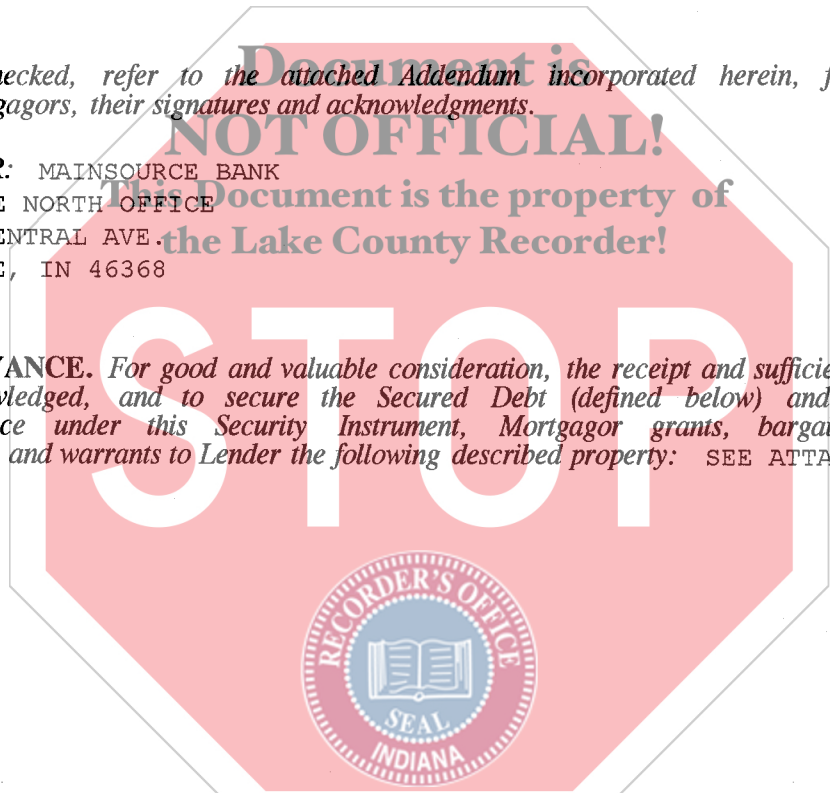 Document is
necked, refer to the attached Addendum incorporated herein, f
gagors, their signatures and acknowledgments.
NOT OFFICIAL!
R: MAINSOURCE BANK
This Document is the property of
E NORTH OFFICE
ENTRAL AVE.
the Lake County Recorder!
E, IN 46368
STOP
YANCE. For good and valuable consideration, the receipt and sufficie
wledged, and to secure the Secured Debt (defined below) and
ce under this Security Instrument, Mortgagor grants, barga
and warrants to Lender the following described property: SEE ATTA
RECORDER'S OFFICE
SEAL
INDIANA